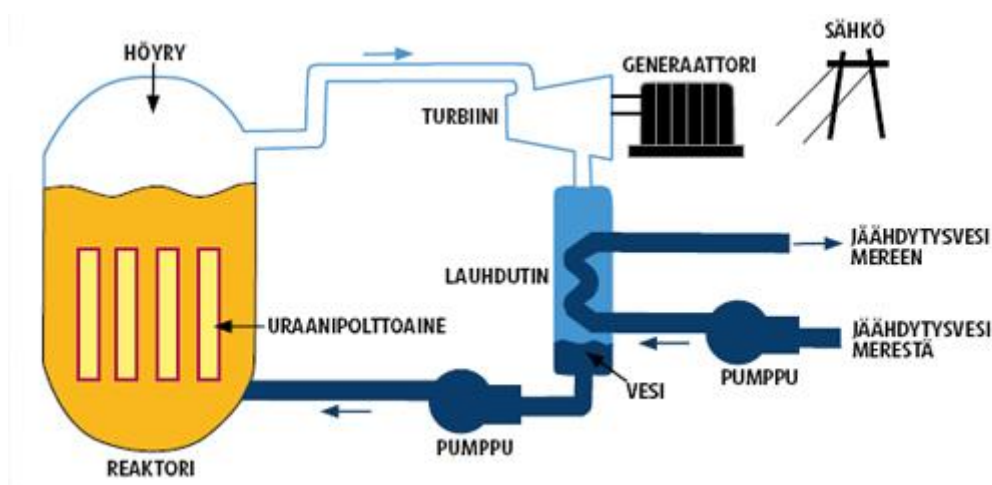 HÖYRY
SÄHKÖ
GENERAATTORI
TURBIINI
JÄÄHDYTYSVESI
MEREEN
LAUHDUTIN
URAANIPOLTTOAINE
JÄÄHDYTYSVESI
MERESTÄ
PUMPPU
VESI
PUMPPU
REAKTORI